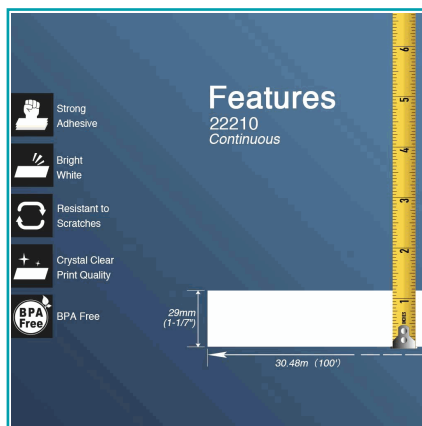 Features
22210
Continuous
Strong
Adhesive
Bright
White
Resistant to
Scratches
Crystal Clear
Print Quality
BPA
Free
BPA Free
29mm
(1-1/7")
30.48m (100')
6
5
4
3
2
1
INCHES